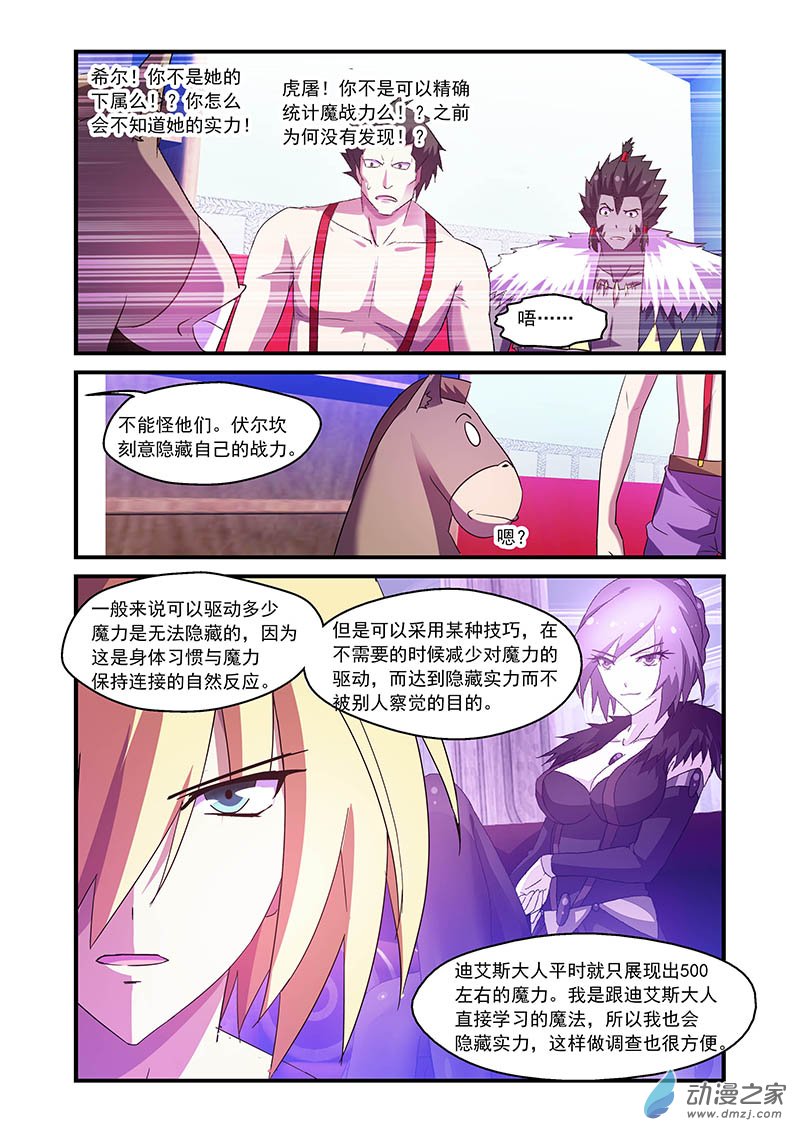 希尔！你不是她的
下属么！？你怎么
会不知道她的实力！
虎屠！你不是可以精确
统计魔战力么！？之前
为何没有发现！？
唔……
不能怪他们。伏尔坎
刻意隐藏自己的战力。
嗯？
一般来说可以驱动多少
魔力是无法隐藏的，因为
这是身体习惯与魔力
保持连接的自然反应。
但是可以采用某种技巧，在
不需要的时候减少对魔力的
驱动，而达到隐藏实力而不
被别人察觉的目的。
迪艾斯大人平时就只展现出500
左右的魔力。我是跟迪艾斯大人
直接学习的魔法，所以我也会
隐藏实力，这样做调查也很方便。
动漫之家
www.dmzj.com